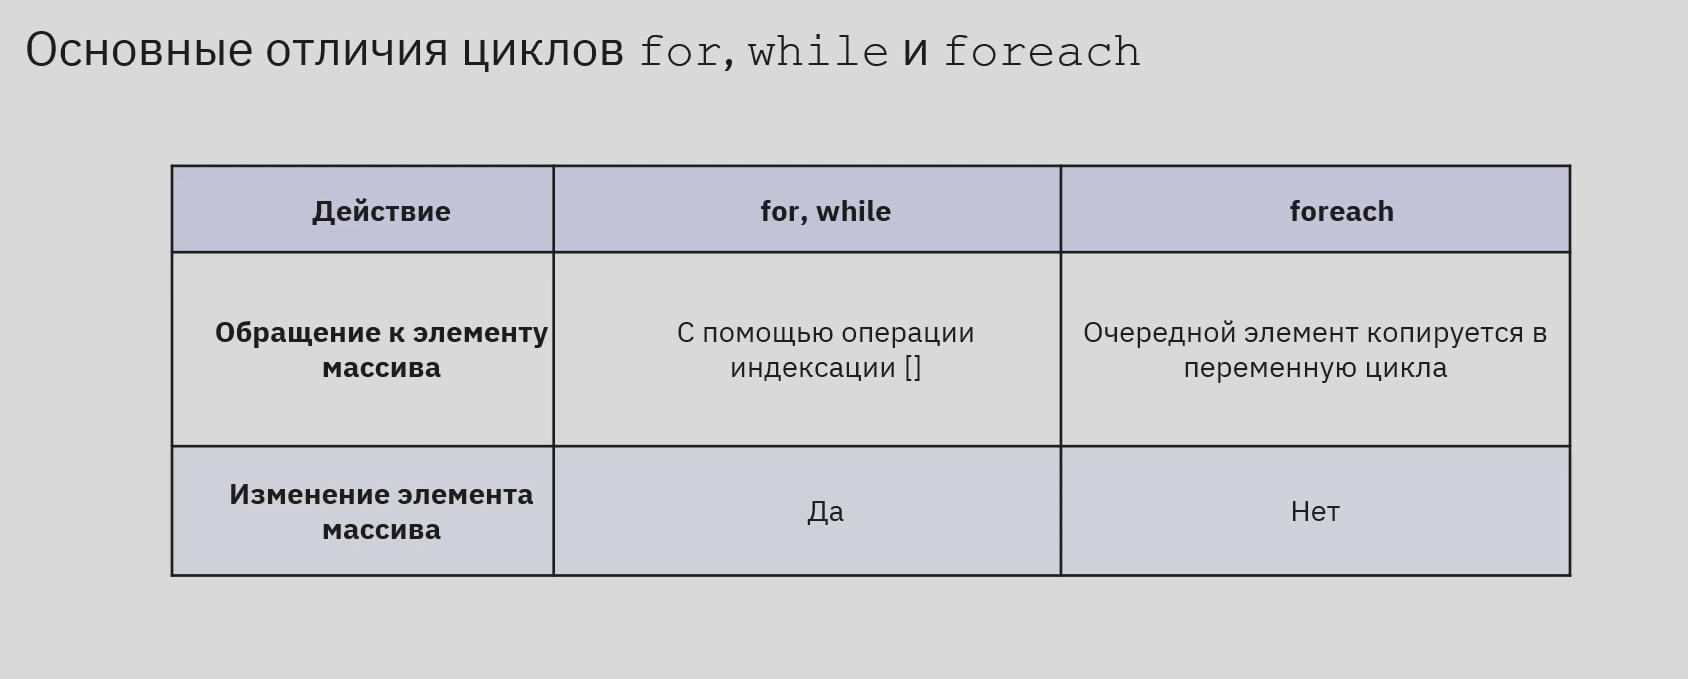 Основные отличия циклов for, while и foreach
Действие
for, while
foreach
Обращение к элементу
массива
С помощью операции
индексации []
Очередной элемент копируется в
переменную цикла
Изменение элемента
массива
Да
Нет